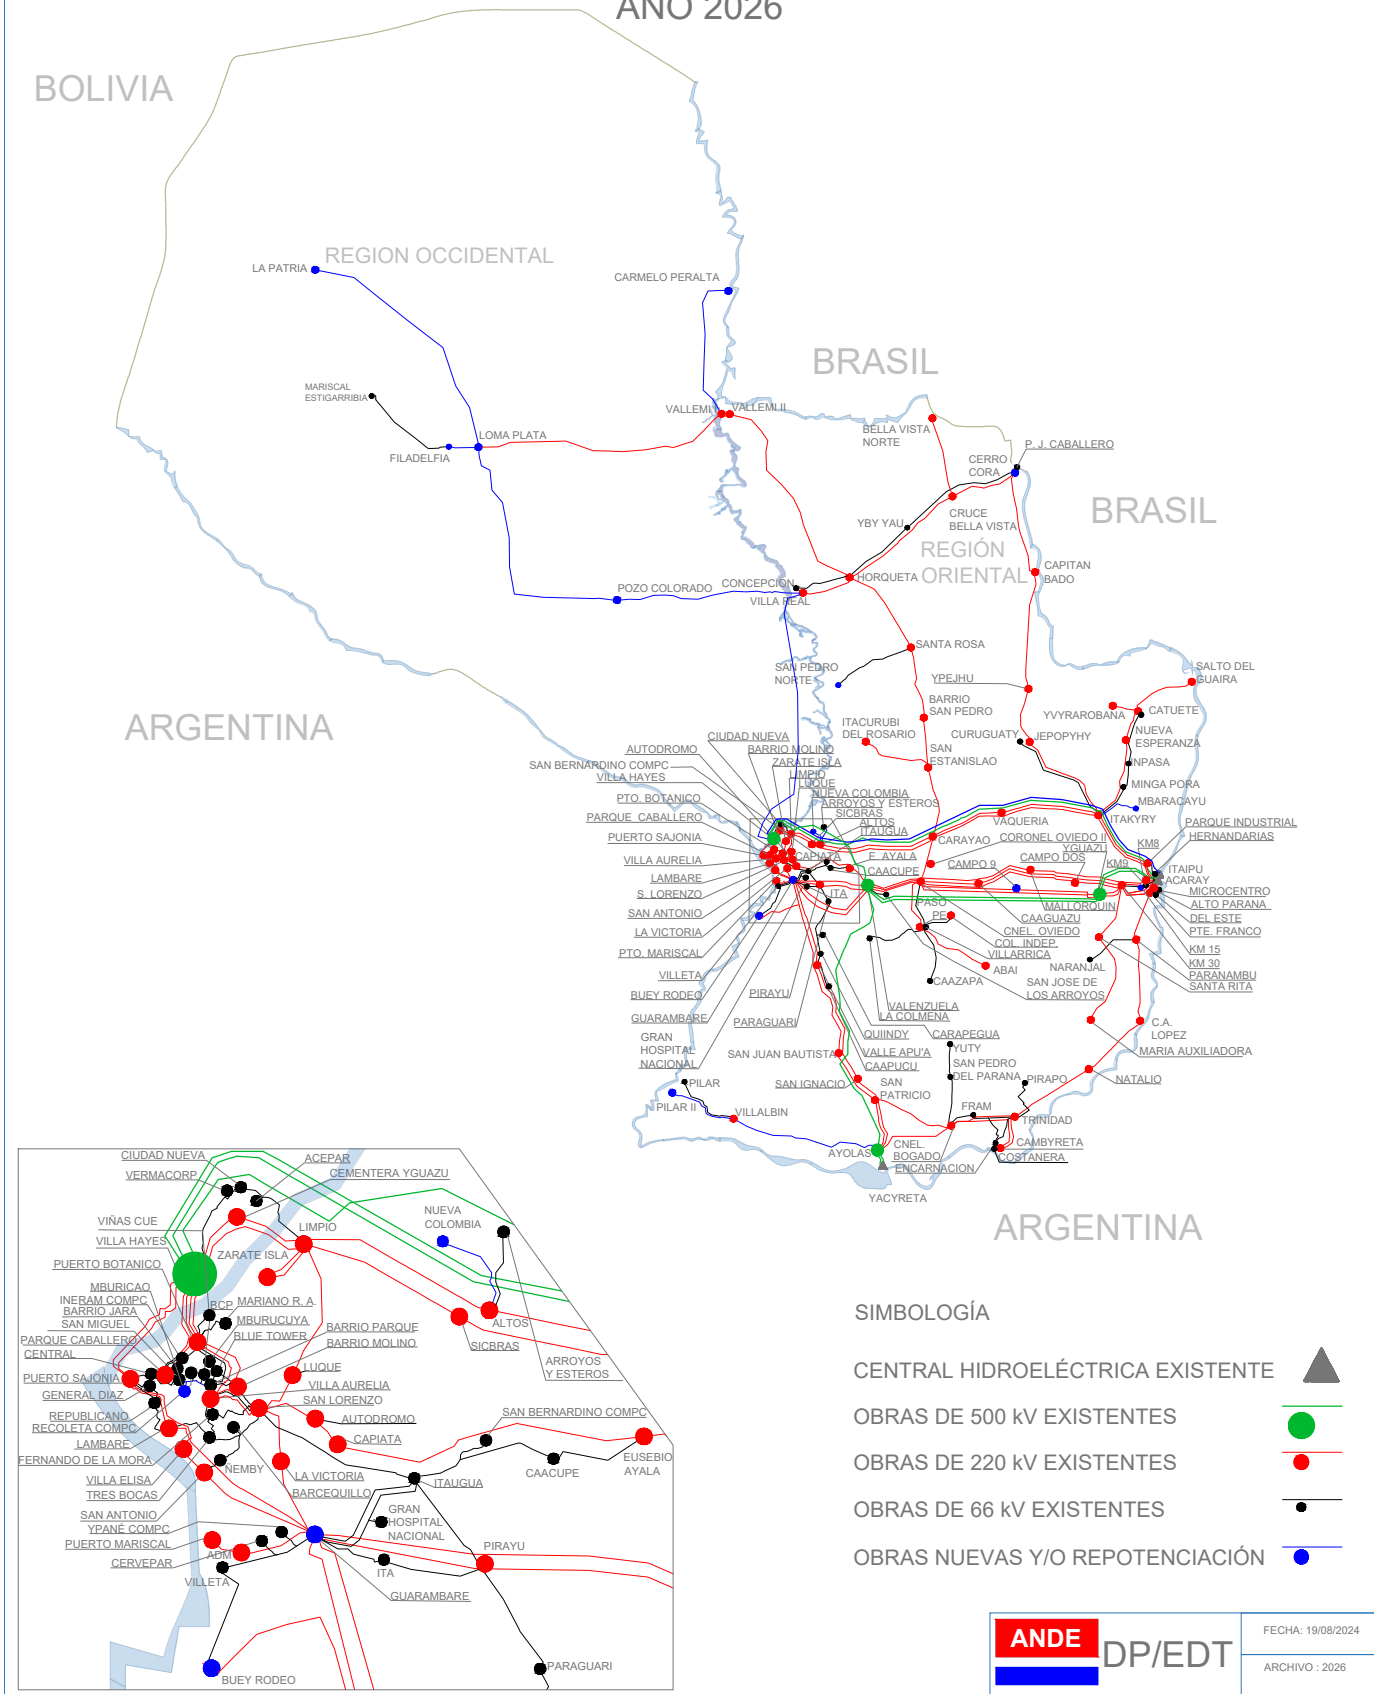 AÑO 2026
BOLIVIA
REGION OCCIDENTAL
LA PATRIA
CARMELO PERALTA
BRASIL
MARISCAL
ESTIGARRIBIA
VALLEMI
VALLEMI II
BELLA VISTA
NORTE
LOMA PLATA
FILADELFIA
P. J. CABALLERO
CERRO
CORA
BRASIL
CRUCE
BELLA VISTA
YBY YAU
REGIÓN
ORIENTAL
CAPITAN
BADO
POZO COLORADO
CONCEPCION
HORQUETA
VILLA REAL
SANTA ROSA
SAN PEDRO
NORTE
YPEJHU
SALTO DEL
GUAIRA
BARRIO
SAN PEDRO
YVYRAROBANA
CATUETE
ARGENTINA
ITACURUBI
DEL ROSARIO
CURUGUATY
JEPOPYHY
NUEVA
ESPERANZA
CIUDAD NUEVA
AUTODROMO
BARRIO MOLINO
SAN
ESTANISLAO
SAN BERNARDINO COMPC
ZARATE ISLA
INPASA
VILLA HAYES
LIMPIO
LUQUE
MINGA PORA
PTO. BOTANICO
NUEVA COLOMBIA
MBARACAYU
ARROYOS Y ESTEROS
PARQUE CABALLERO
SICBRAS
ALTOS
VAQUERIA
ITAKYRY
PARQUE INDUSTRIAL
PUERTO SAJONIA
ITAUGUA
CARAYAO
CORONEL OVIEDO II
HERNANDARIAS
YGUAZU
KM8
VILLA AURELIA
CAPIATA
E. AYALA
CAMPO 9
CAMPO DOS
KM9
ITAIPU
LAMBARE
CAACUPE
ACARAY
S. LORENZO
ITA
MICROCENTRO
SAN ANTONIO
PASO
PE
MALLORQUIN
ALTO PARANA
CAAGUAZU
DEL ESTE
LA VICTORIA
CNEL. OVIEDO
PTE. FRANCO
COL. INDEP.
PTO. MARISCAL
VILLARRICA
KM 15
NARANJAL
KM 30
VILLETA
ABAI
PARANAMBU
CAAZAPA
SAN JOSE DE
LOS ARROYOS
SANTA RITA
BUEY RODEO
PIRAYU
VALENZUELA
LA COLMENA
GUARAMBARE
PARAGUARI
C.A.
LOPEZ
GRAN
HOSPITAL
NACIONAL
QUIINDY
CARAPEGUA
YUTY
SAN JUAN BAUTISTA
VALLE APU'A
MARIA AUXILIADORA
CAAPUCU
SAN PEDRO
DEL PARANA
PILAR
SAN IGNACIO
SAN
PATRICIO
PIRAPO
NATALIO
PILAR II
VILLALBIN
FRAM
TRINIDAD
CNEL.
BOGADO
CAMBYRETA
AYOLAS
COSTANERA
ENCARNACION
YACYRETA
ARGENTINA
CIUDAD NUEVA
ACEPAR
VERMACORP
CEMENTERA YGUAZU
NUEVA
COLOMBIA
VIÑAS CUE
LIMPIO
VILLA HAYES
ZARATE ISLA
PUERTO BOTANICO
MBURICAO
INERAM COMPC
BCP
MARIANO R. A.
BARRIO JARA
MBURUCUYA
SAN MIGUEL
BARRIO PARQUE
ALTOS
PARQUE CABALLERO
BLUE TOWER
BARRIO MOLINO
SICBRAS
CENTRAL
LUQUE
ARROYOS
Y ESTEROS
PUERTO SAJONIA
VILLA AURELIA
GENERAL DIAZ
SAN LORENZO
REPUBLICANO
AUTODROMO
SAN BERNARDINO COMPC
RECOLETA COMPC
LAMBARE
CAPIATA
FERNANDO DE LA MORA
ÑEMBY
EUSEBIO
AYALA
VILLA ELISA
LA VICTORIA
ITAUGUA
CAACUPE
TRES BOCAS
BARCEQUILLO
SAN ANTONIO
GRAN
HOSPITAL
NACIONAL
YPANÉ COMPC
PUERTO MARISCAL
ADM
PIRAYU
CERVEPAR
ITA
VILLETA
GUARAMBARE
BUEY RODEO
PARAGUARI
SIMBOLOGÍA
CENTRAL HIDROELÉCTRICA EXISTENTE
OBRAS DE 500 kV EXISTENTES
OBRAS DE 220 kV EXISTENTES
OBRAS DE 66 kV EXISTENTES
OBRAS NUEVAS Y/O REPOTENCIACIÓN
ANDE
DP/EDT
FECHA: 19/08/2024
ARCHIVO : 2026